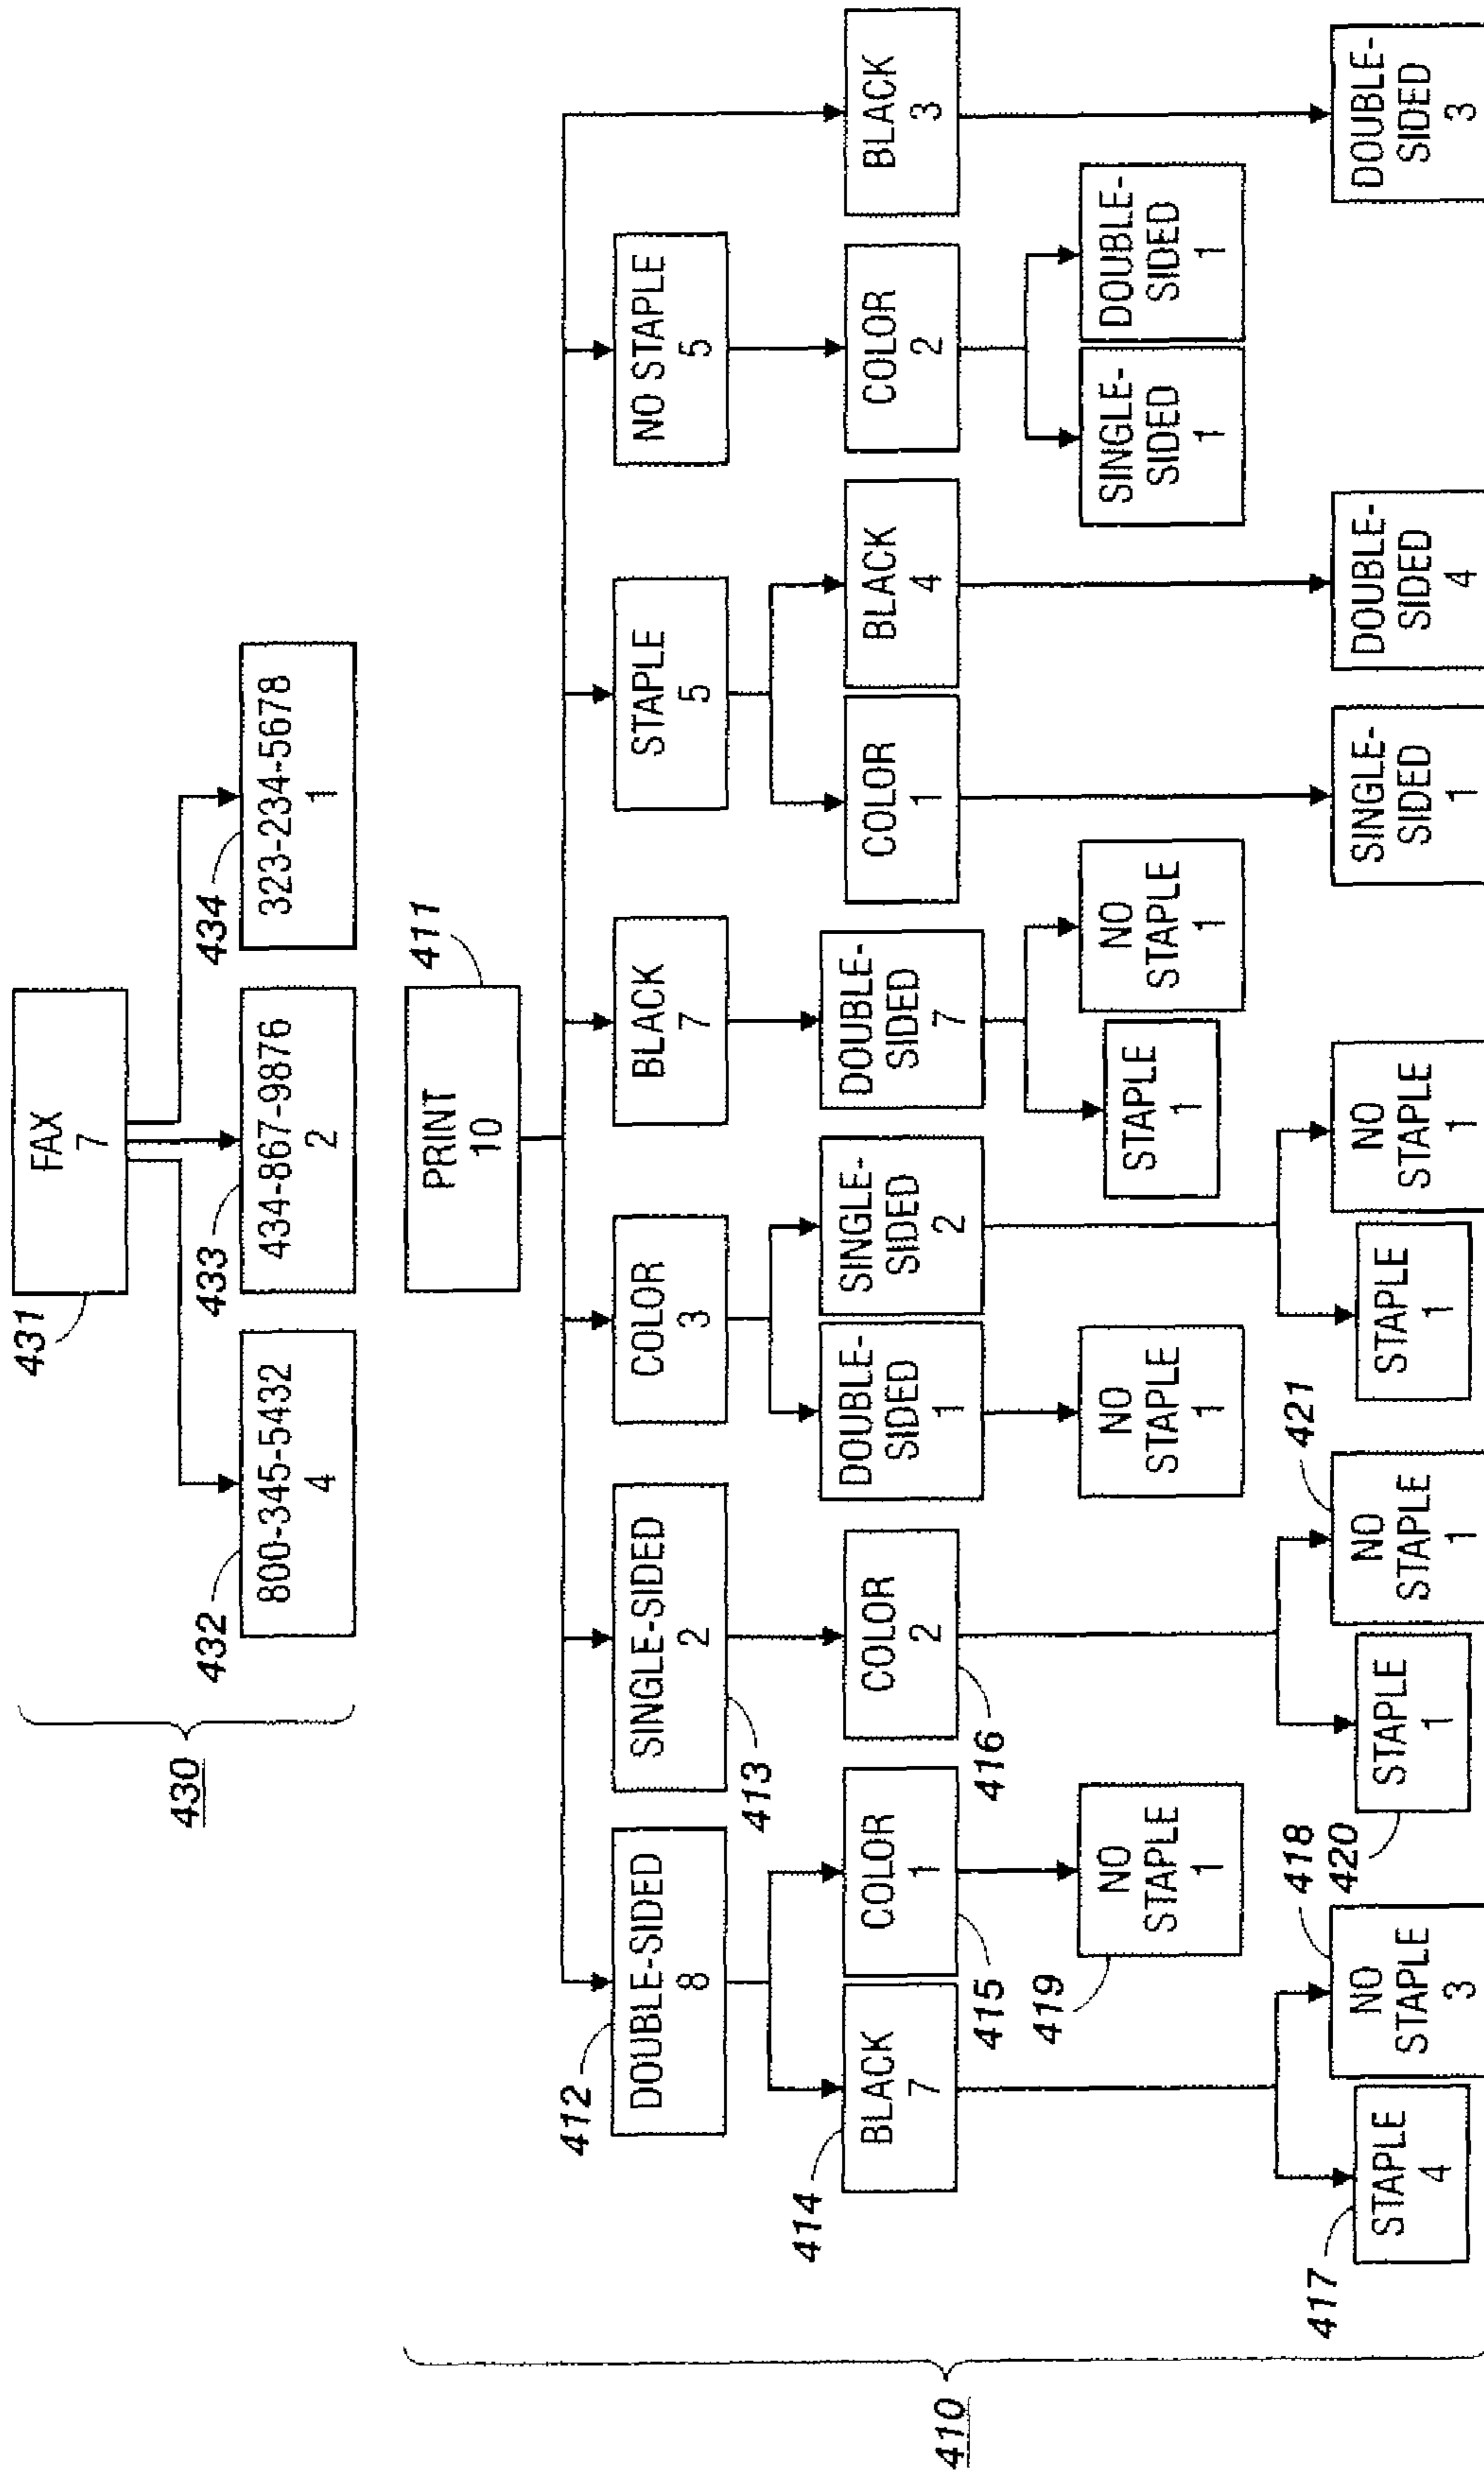 430
431
FAX
7
432
800-345-5432
4
433
434-867-9876
2
434
323-234-5678
1
410
411
PRINT
10
412
DOUBLE-SIDED
8
413
SINGLE-SIDED
2
COLOR
3
BLACK
7
STAPLE
5
NO STAPLE
5
414
BLACK
7
415
COLOR
1
416
COLOR
2
DOUBLE-
SIDED
1
SINGLE-
SIDED
2
DOUBLE-
SIDED
7
COLOR
1
BLACK
4
COLOR
2
BLACK
3
419
NO
STAPLE
1
NO
STAPLE
1
STAPLE
1
NO
STAPLE
1
SINGLE-
SIDED
1
DOUBLE-
SIDED
1
417
STAPLE
4
418
NO
STAPLE
3
420
STAPLE
1
421
NO
STAPLE
1
STAPLE
1
NO
STAPLE
1
SINGLE-
SIDED
1
DOUBLE-
SIDED
4
DOUBLE-
SIDED
3